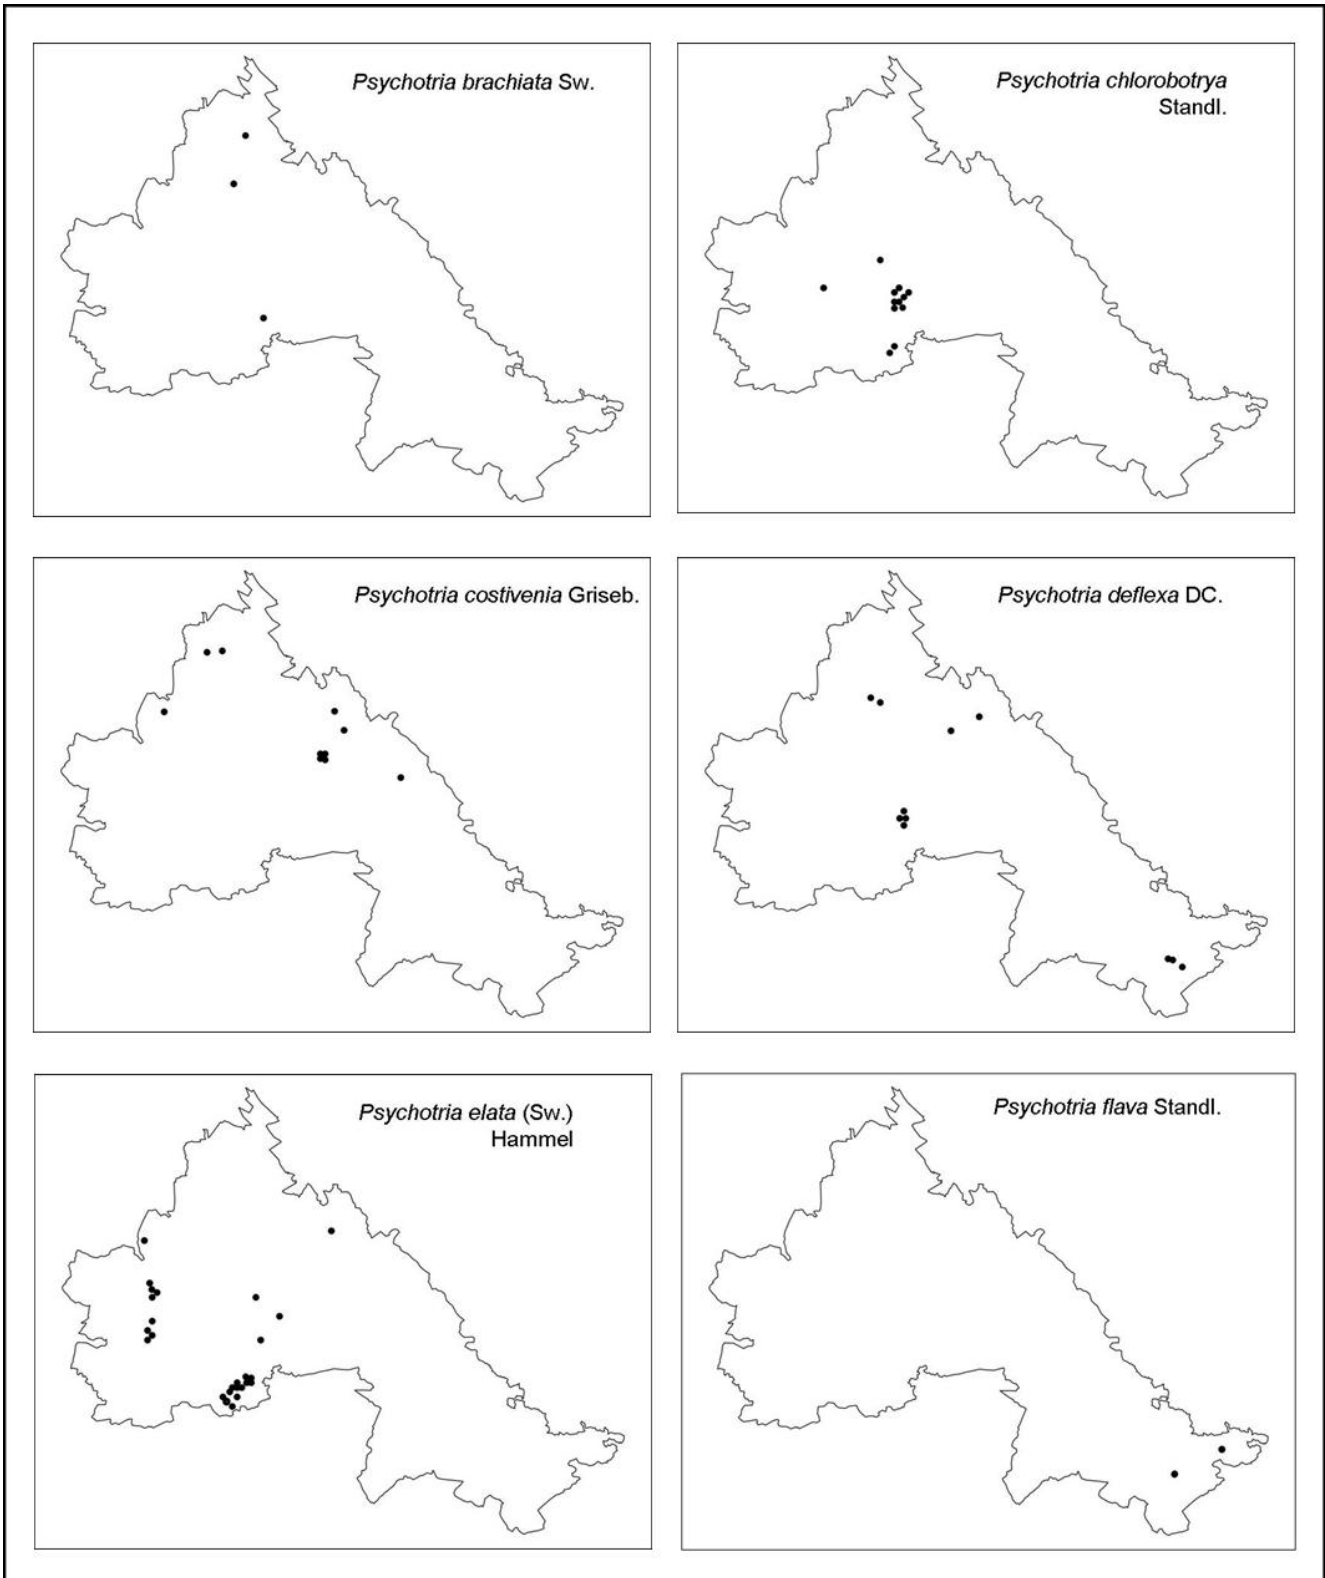 Psychotria brachiata Sw.
Psychotria chlorobotrya
Standl.
Psychotria costivenia Griseb.
Psychotria deflexa DC.
Psychotria elata (Sw.)
Hammel
Psychotria flava Standl.